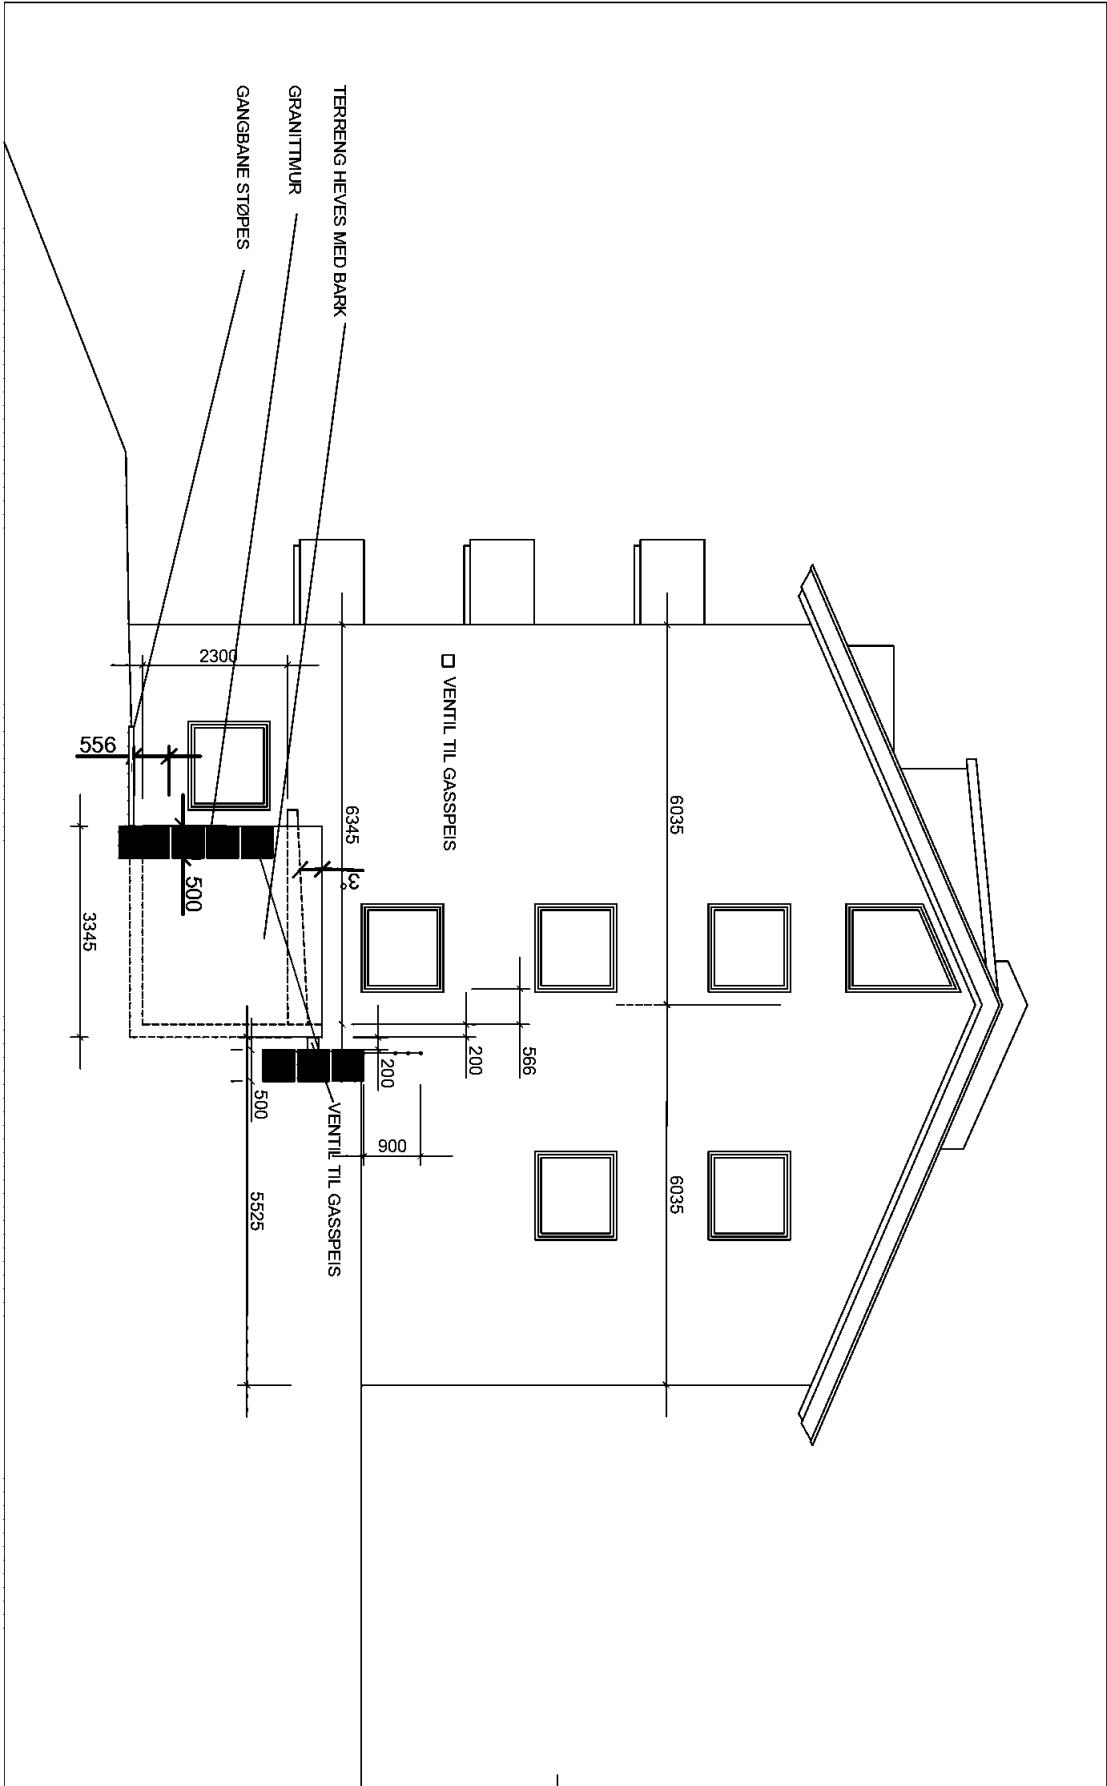 TERRENG HEVES MED BARK
GRANITTMUR
GANGBANE STØPES
VENTIL TIL GASSPEIS
6035
6035
6345
2300
556
500
3°
3345
566
200
200
900
500
VENTIL TIL GASSPEIS
5525